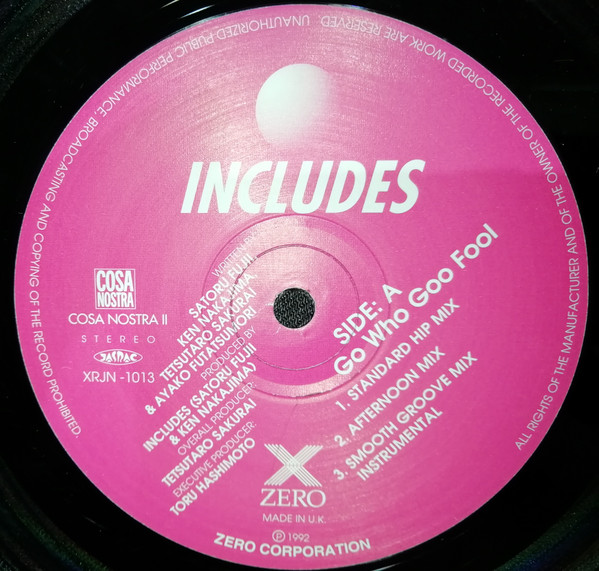 INCLUDES
COSA
NOSTRA
COSA NOSTRA II
STEREO
JASRAC
XRJN-1013
WRITTEN BY:
SATORU FUJII,
KEN NAKAJIMA,
TETSUTARO SAKURAI
& AYAKO FUTATSUMORI
PRODUCED BY
INCLUDES (SATORU FUJII
& KEN NAKAJIMA)
OVERALL PRODUCER:
TETSUTARO SAKURAI
EXECUTIVE PRODUCER:
TORU HASHIMOTO
SIDE: A
Go Who Goo Fool
1. STANDARD HIP MIX
2. AFTERNOON MIX
3. SMOOTH GROOVE MIX
INSTRUMENTAL
X
ZERO
MADE IN U.K.
℗ 1992
ZERO CORPORATION
ALL RIGHTS OF THE MANUFACTURER AND OF THE OWNER OF THE RECORDED WORK ARE RESERVED. UNAUTHORIZED PUBLIC PERFORMANCE, BROADCASTING AND COPYING OF THE RECORD PROHIBITED.